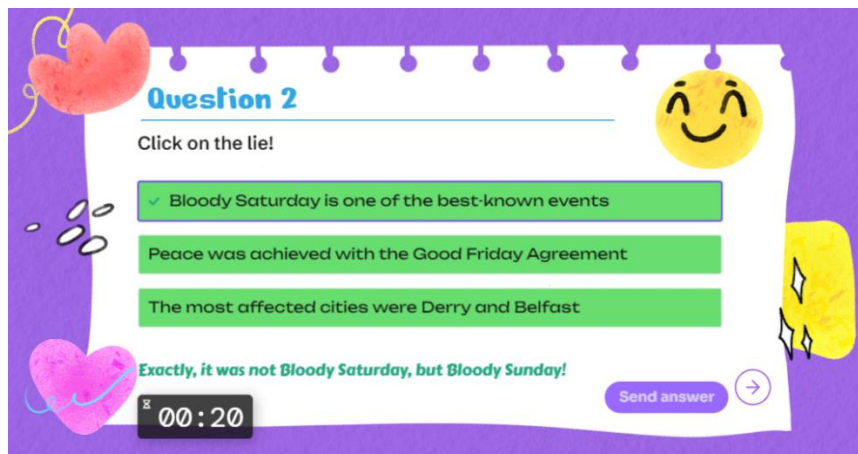 Question 2
Click on the lie!
Bloody Saturday is one of the best-known events
Peace was achieved with the Good Friday Agreement
The most affected cities were Derry and Belfast
Exactly, it was not Bloody Saturday, but Bloody Sunday!
Send answer
00:20